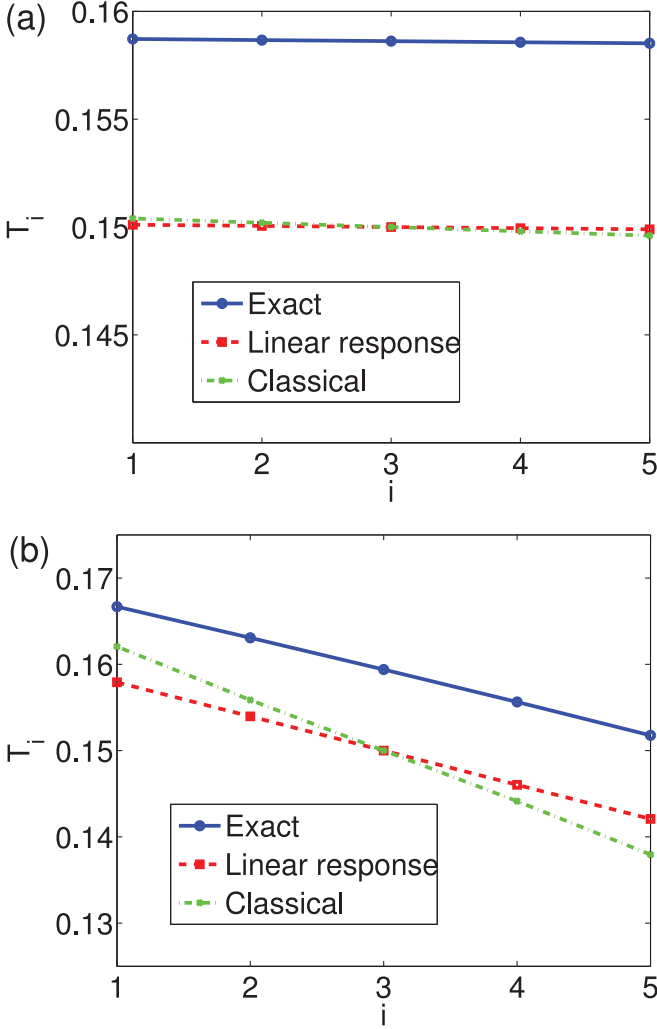 (a)
0.16
0.155
0.15
0.145
T_i
Exact
Linear response
Classical
1 2 3 4 5
i
(b)
0.17
0.16
0.15
0.14
0.13
T_i
Exact
Linear response
Classical
1 2 3 4 5
i